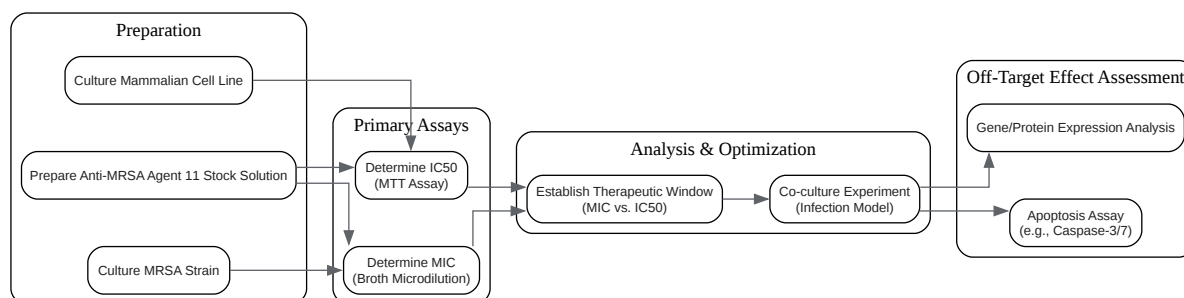 Preparation
Culture Mammalian Cell Line
Prepare Anti-MRSA Agent 11 Stock Solution
Culture MRSA Strain
Primary Assays
Determine IC50
(MTT Assay)
Determine MIC
(Broth Microdilution)
Analysis & Optimization
Establish Therapeutic Window
(MIC vs. IC50)
Co-culture Experiment
(Infection Model)
Off-Target Effect Assessment
Gene/Protein Expression Analysis
Apoptosis Assay
(e.g., Caspase-3/7)